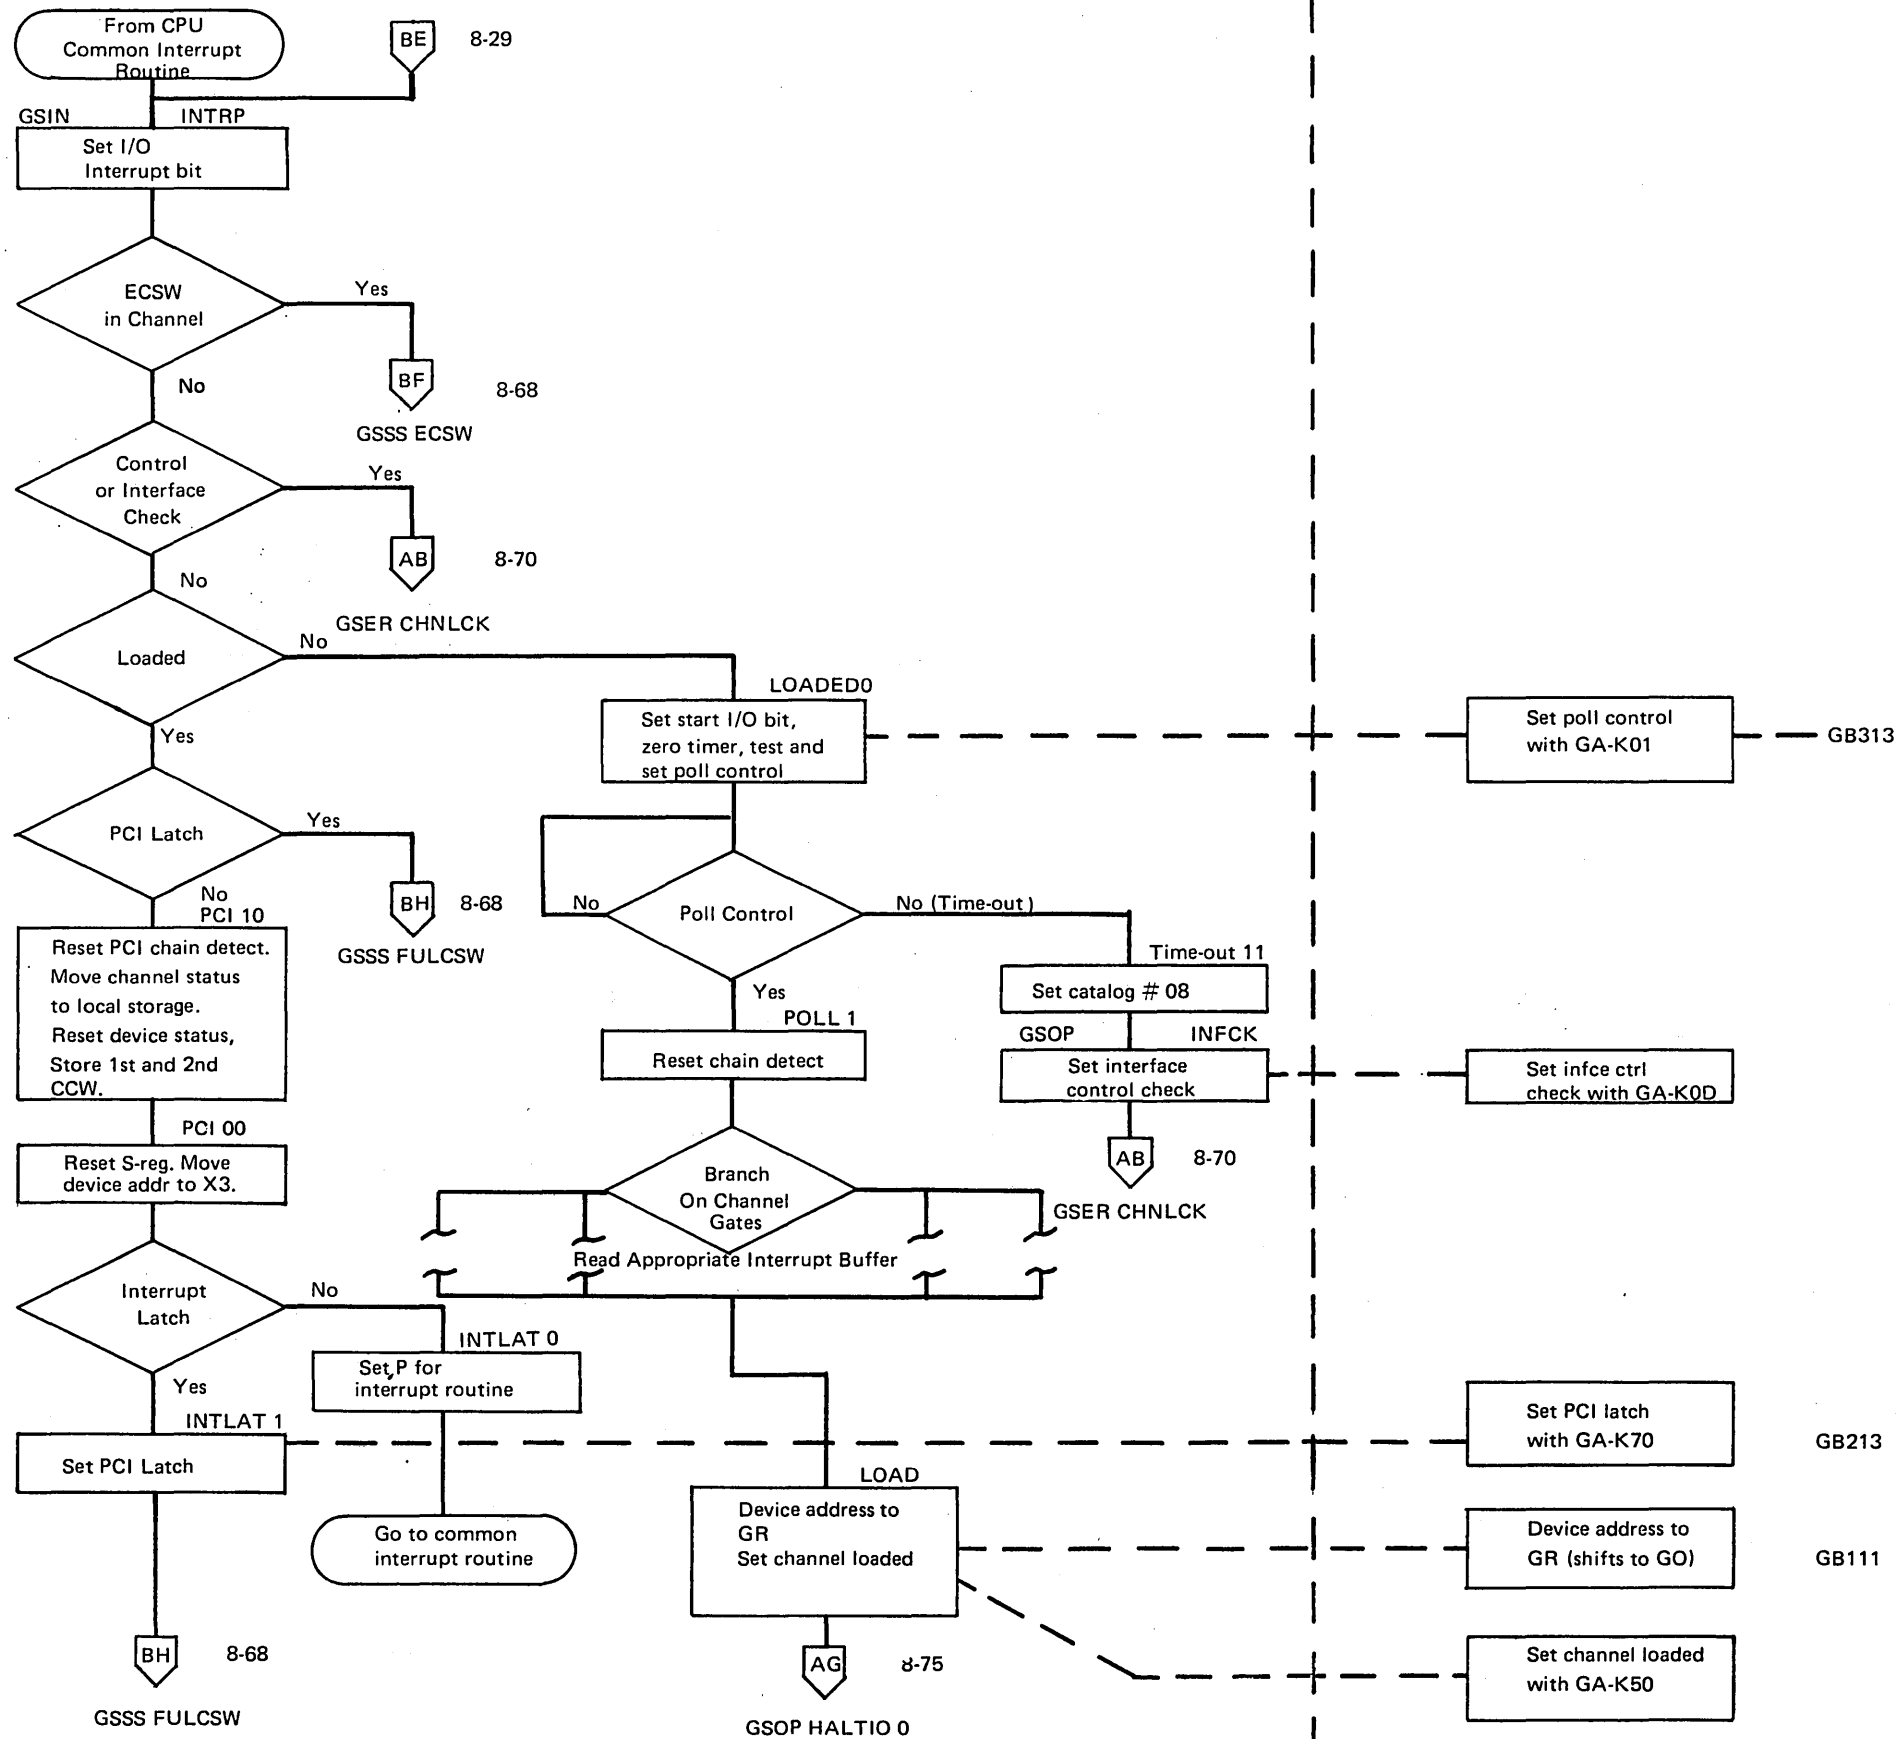 From CPU
Common Interrupt
Routine
BE 8-29
GSIN INTRP
Set I/O
Interrupt bit
ECSW
in Channel
Yes
BF 8-68
GSSS ECSW
No
Control
or Interface
Check
Yes
AB 8-70
GSER CHNLCK
No
Loaded
No
LOADED0
Set start I/O bit,
zero timer, test and
set poll control
Set poll control
with GA-K01
GB313
Yes
PCI Latch
Yes
BH 8-68
GSSS FULCSW
No
PCI 10
Reset PCI chain detect.
Move channel status
to local storage.
Reset device status,
Store 1st and 2nd
CCW.
No
Poll Control
No (Time-out)
Time-out 11
Set catalog # 08
GSOP INFCK
Set interface
control check
Set infce ctrl
check with GA-K0D
AB 8-70
GSER CHNLCK
Yes
POLL 1
Reset chain detect
PCI 00
Reset S-reg. Move
device addr to X3.
Branch
On Channel
Gates
Read Appropriate Interrupt Buffer
Interrupt
Latch
No
INTLAT 0
Set P for
interrupt routine
Go to common
interrupt routine
Yes
INTLAT 1
Set PCI Latch
Set PCI latch
with GA-K70
GB213
BH 8-68
GSSS FULCSW
LOAD
Device address to
GR
Set channel loaded
Device address to
GR (shifts to GO)
GB111
Set channel loaded
with GA-K50
AG 8-75
GSOP HALTIO 0